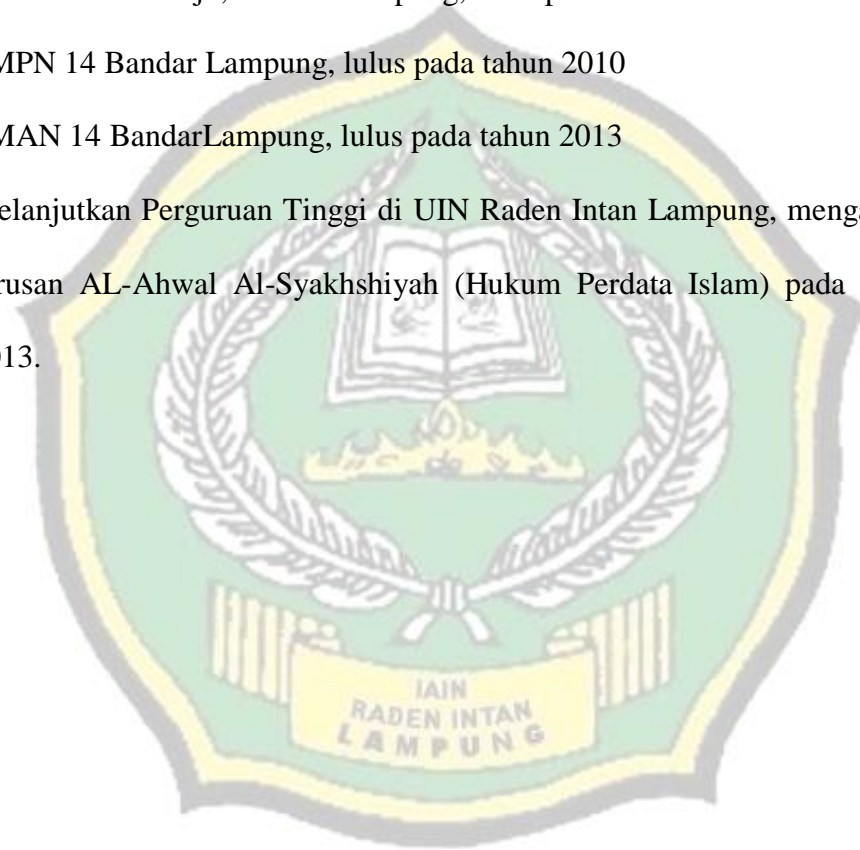 MPN 14 Bandar Lampung, lulus pada tahun 2010
MAN 14 BandarLampung, lulus pada tahun 2013
elanjutkan Perguruan Tinggi di UIN Raden Intan Lampung, menga
rusan AL-Ahwal Al-Syakhshiyah (Hukum Perdata Islam) pada
013.
IAIN
RADEN INTAN
LAMPUNG